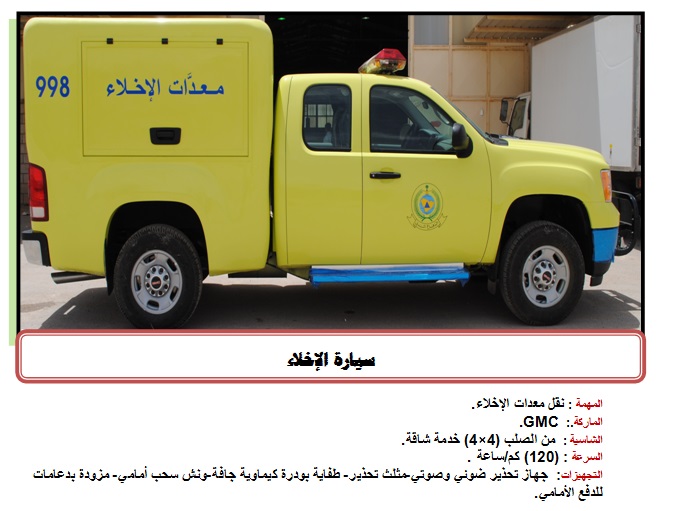 998
معدَّات الإخلاء
سيارة الإخلاء
المهمة : نقل معدات الإخلاء.
الماركة.: GMC.
الشاسية : من الصلب (4×4) خدمة شاقة.
السرعة : (120) كم/ساعة .
التجهيزات: جهاز تحذير ضوئي وصوتي-مثلث تحذير- طفاية بودرة كيماوية جافة-ونش سحب أمامي- مزودة بدعامات
للدفع الأمامي.